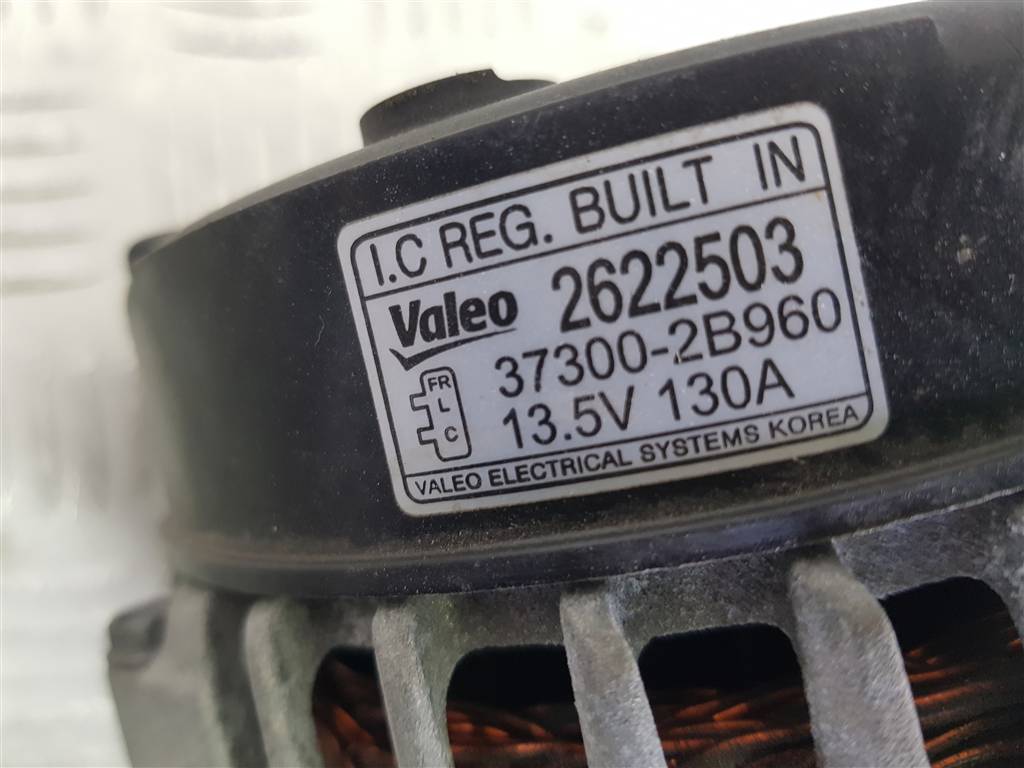 I.C REG. BUILT IN
Valeo 2622503
37300-2B960
FR
L
C
13.5V 130A
VALEO ELECTRICAL SYSTEMS KOREA